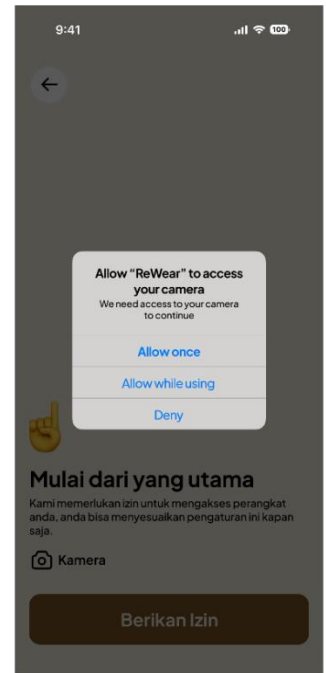 9:41
100
Allow “ReWear” to access
your camera
We need access to your camera
to continue
Allow once
Allow while using
Deny
Mulai dari yang utama
Kami memerlukan izin untuk mengakses perangkat
anda, anda bisa menyesuaikan pengaturan ini kapan
saja.
Kamera
Berikan Izin